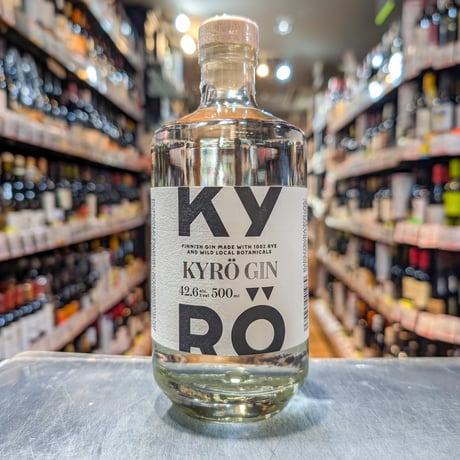 KY
FINNISH GIN MADE WITH 100% RYE
AND WILD LOCAL BOTANICALS
KYRÖ GIN
42.6% 500ml
RÖ